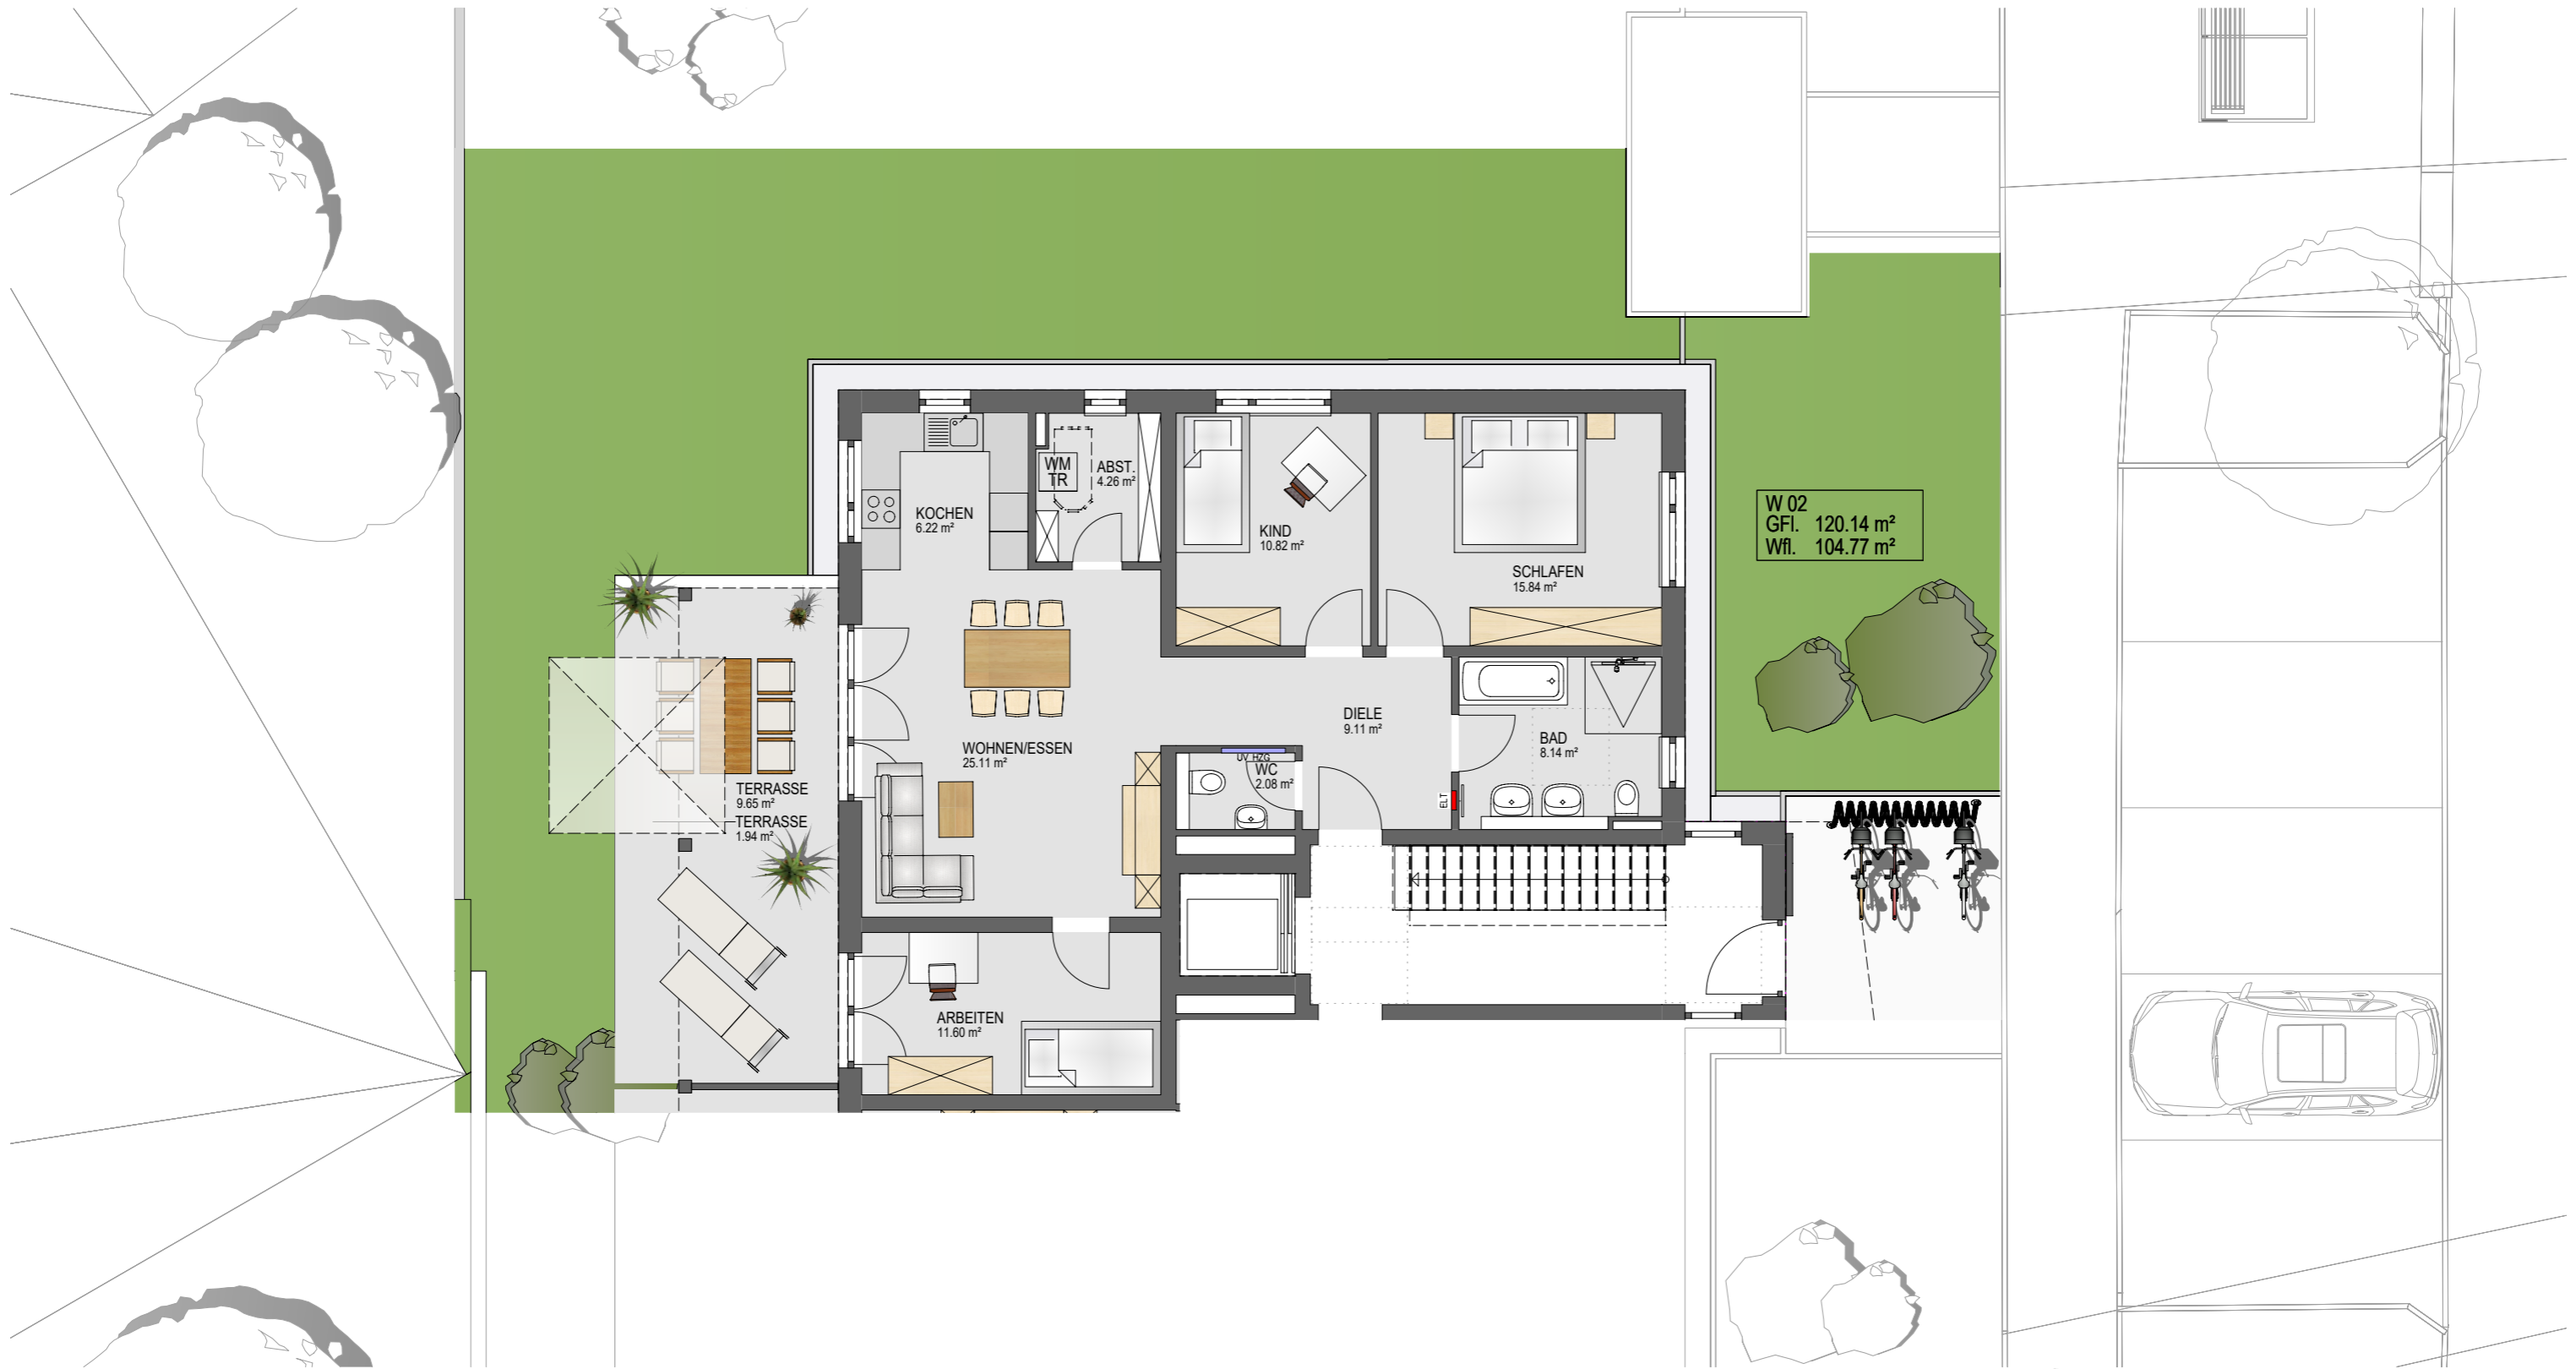 WM
TR
ABST.
4.26 m²
KOCHEN
6.22 m²
KIND
10.82 m²
SCHLAFEN
15.84 m²
W 02
GFl. 120.14 m²
Wfl. 104.77 m²
DIELE
9.11 m²
BAD
8.14 m²
WOHNEN/ESSEN
25.11 m²
UV HZG
WC
2.08 m²
ELT
TERRASSE
9.65 m²
TERRASSE
1.94 m²
ARBEITEN
11.60 m²